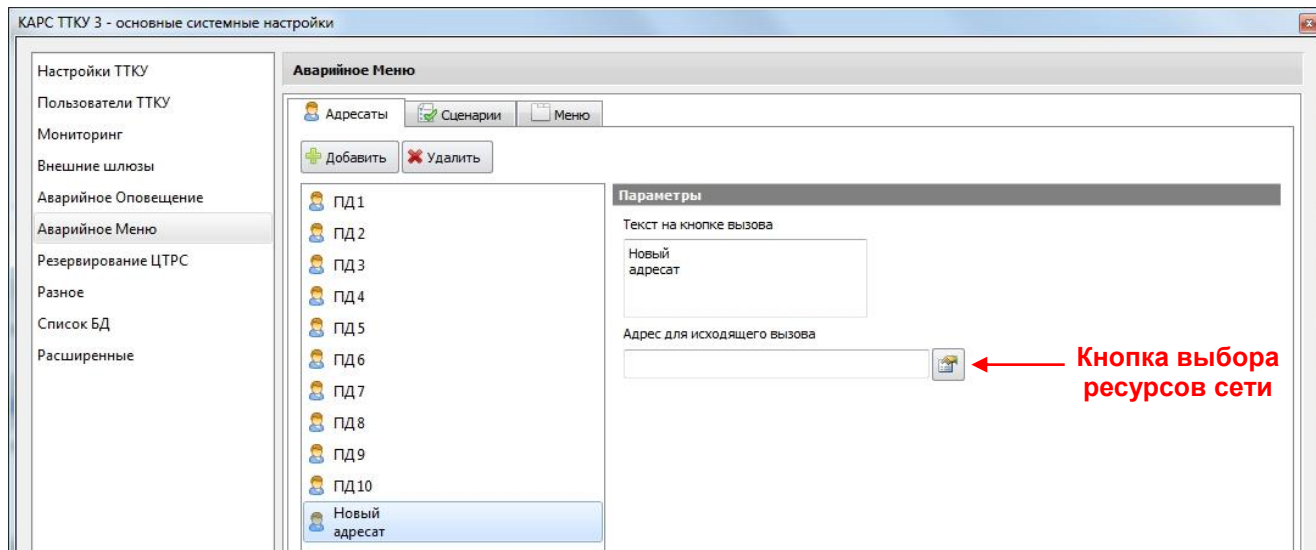 КАРС ТТКУ 3 - основные системные настройки
Настройки ТТКУ
Пользователи ТТКУ
Мониторинг
Внешние шлюзы
Аварийное Оповещение
Аварийное Меню
Резервирование ЦТРС
Разное
Список БД
Расширенные
Аварийное Меню
Адресаты
Сценарии
Меню
Добавить
Удалить
ПД1
ПД2
ПД3
ПД4
ПД5
ПД6
ПД7
ПД8
ПД9
ПД10
Новый
адресат
Параметры
Текст на кнопке вызова
Новый
адресат
Адрес для исходящего вызова
Кнопка выбора
ресурсов сети